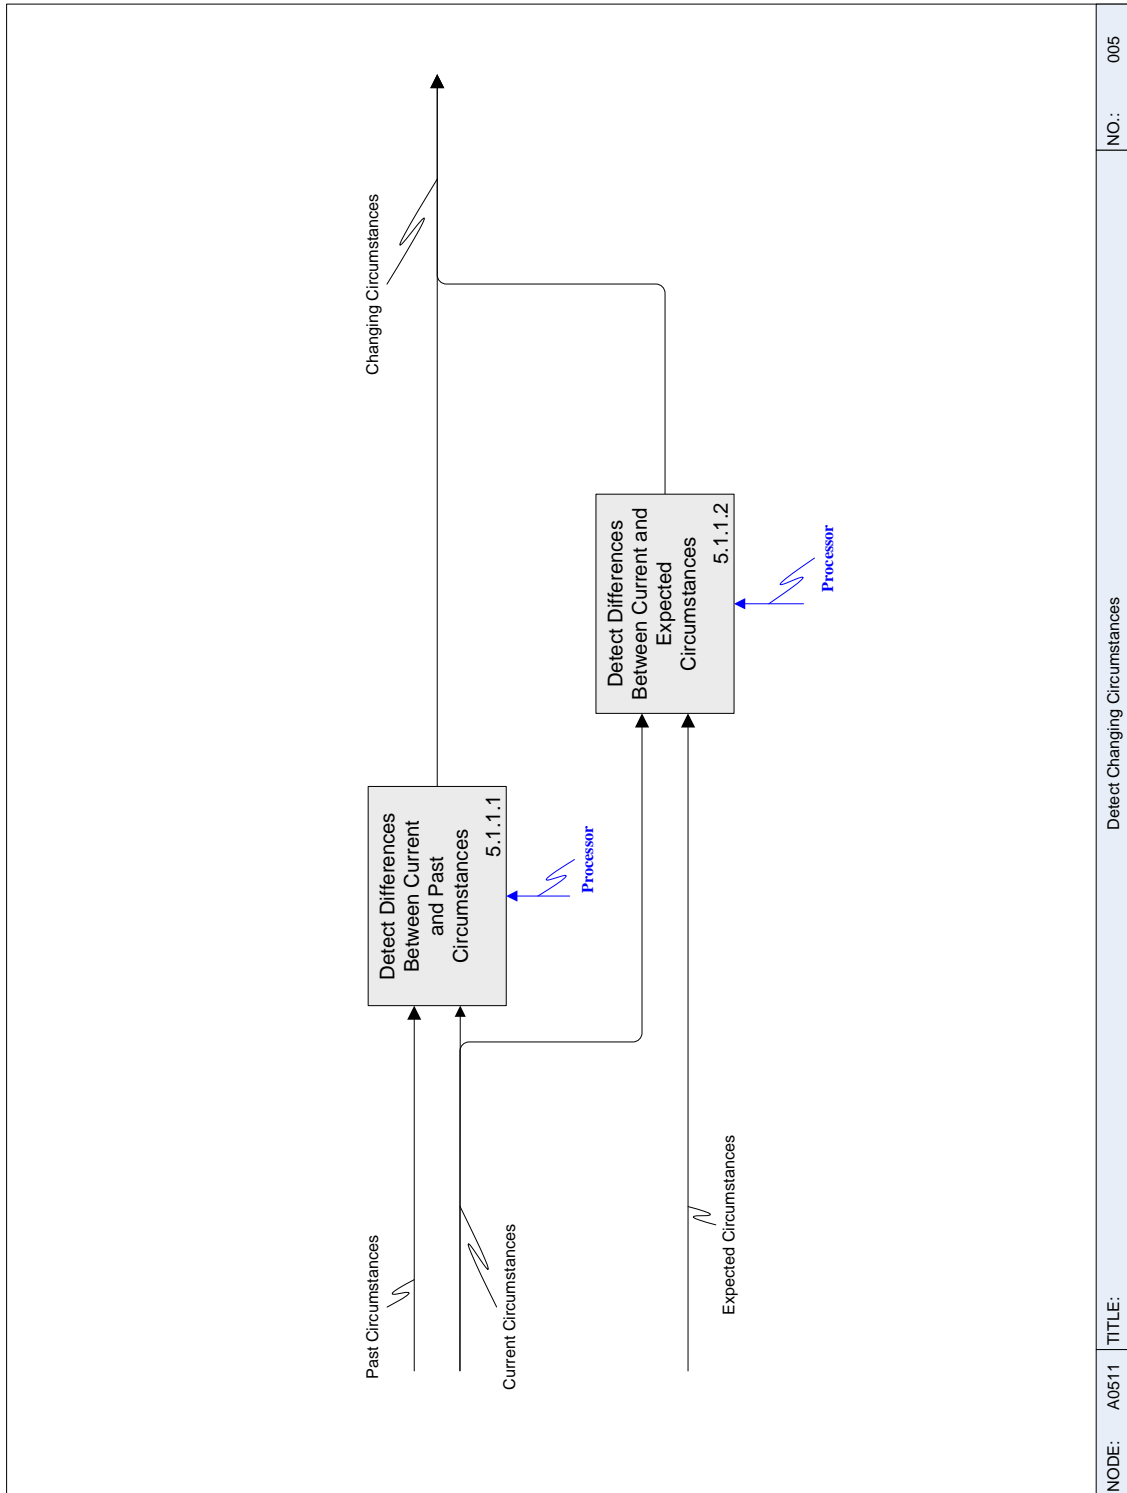 Past Circumstances
Current Circumstances
Expected Circumstances
Detect Differences
Between Current
and Past
Circumstances
5.1.1.1
Processor
Detect Differences
Between Current and
Expected
Circumstances
5.1.1.2
Processor
Changing Circumstances
NODE: A0511 TITLE: Detect Changing Circumstances NO.: 005